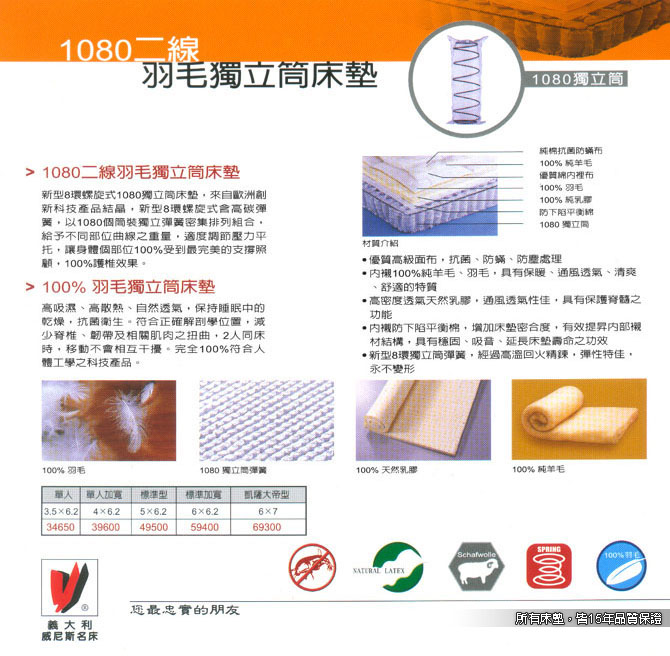 1080二線
羽毛獨立筒床墊
1080獨立筒
> 1080二線羽毛獨立筒床墊
新型8環螺旋式1080獨立筒床墊，來自歐洲創
新科技產品結晶，新型8環螺旋式含高碳彈
簧，以1080個筒裝獨立彈簧密集排列組合，
給予不同部位曲線之重量，適度調節壓力平
托，讓身體個部位100%受到最完美的支撐照
顧，100%護椎效果。
> 100% 羽毛獨立筒床墊
高吸濕、高散熱、自然透氣，保持睡眠中的
乾燥，抗菌衛生。符合正確解剖學位置，減
少脊椎、韌帶及相關肌肉之扭曲，2人同床
時，移動不會相互干擾。完全100%符合人
體工學之科技產品。
純棉抗菌防蟎布
100% 純羊毛
優質綿內裡布
100% 羽毛
100% 純乳膠
防下陷平衡綿
1080 獨立筒
材質介紹
•優質高級面布，抗菌、防蟎、防塵處理
•內襯100%純羊毛、羽毛，具有保暖、通風透氣、清爽
、舒適的特質
•高密度透氣天然乳膠，通風透氣性佳，具有保護脊髓之
功能
•內襯防下陷平衡棉，增加床墊密合度，有效提昇內部襯
材結構，具有穩固、吸音、延長床墊壽命之功效
•新型8環獨立筒彈簧，經過高溫回火精鍊，彈性特佳，
永不變形
100% 羽毛
1080 獨立筒彈簧
100% 天然乳膠
100% 純羊毛
單人 單人加寬 標準型 標準加寬 凱薩大帝型
3.5×6.2 4×6.2 5×6.2 6×6.2 6×7
34650 39600 49500 59400 69300
NATURAL LATEX
Schafwolle
SPRING
100%羽毛
®
義大利
威尼斯名床
您最忠實的朋友
所有床墊，皆15年品質保證